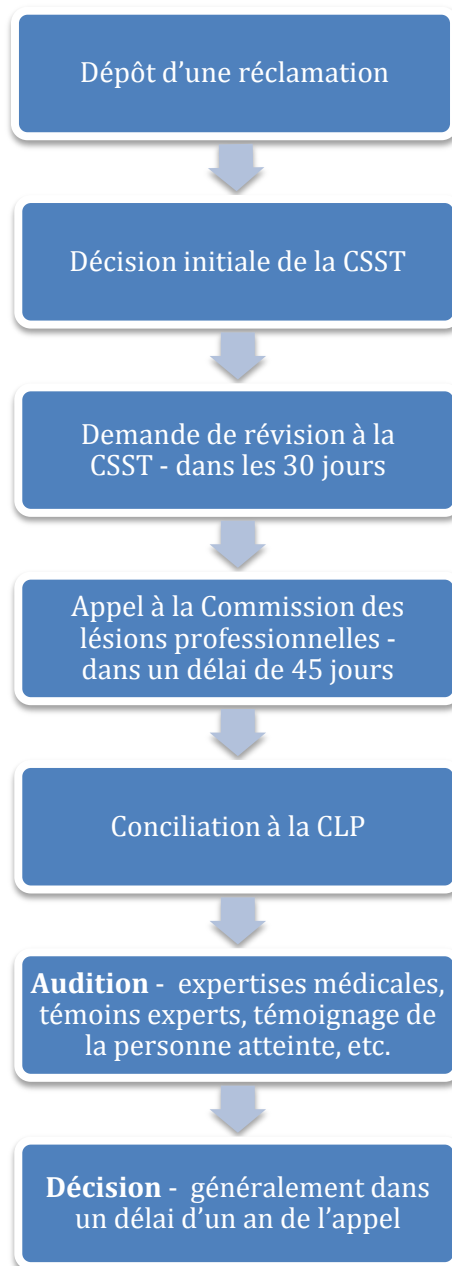 Dépôt d’une réclamation
Décision initiale de la CSST
Demande de révision à la
CSST - dans les 30 jours
Appel à la Commission des
lésions professionnelles -
dans un délai de 45 jours
Conciliation à la CLP
Audition - expertises médicales,
témoins experts, témoignage de
la personne atteinte, etc.
Décision - généralement dans
un délai d’un an de l’appel